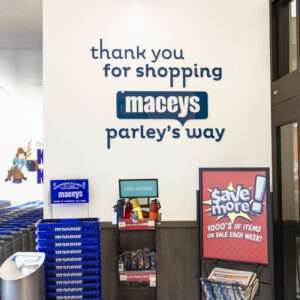 thank you
for shopping
maceys
parley's way
maceys
Save
more!
1000's OF ITEMS
ON SALE EACH WEEK!